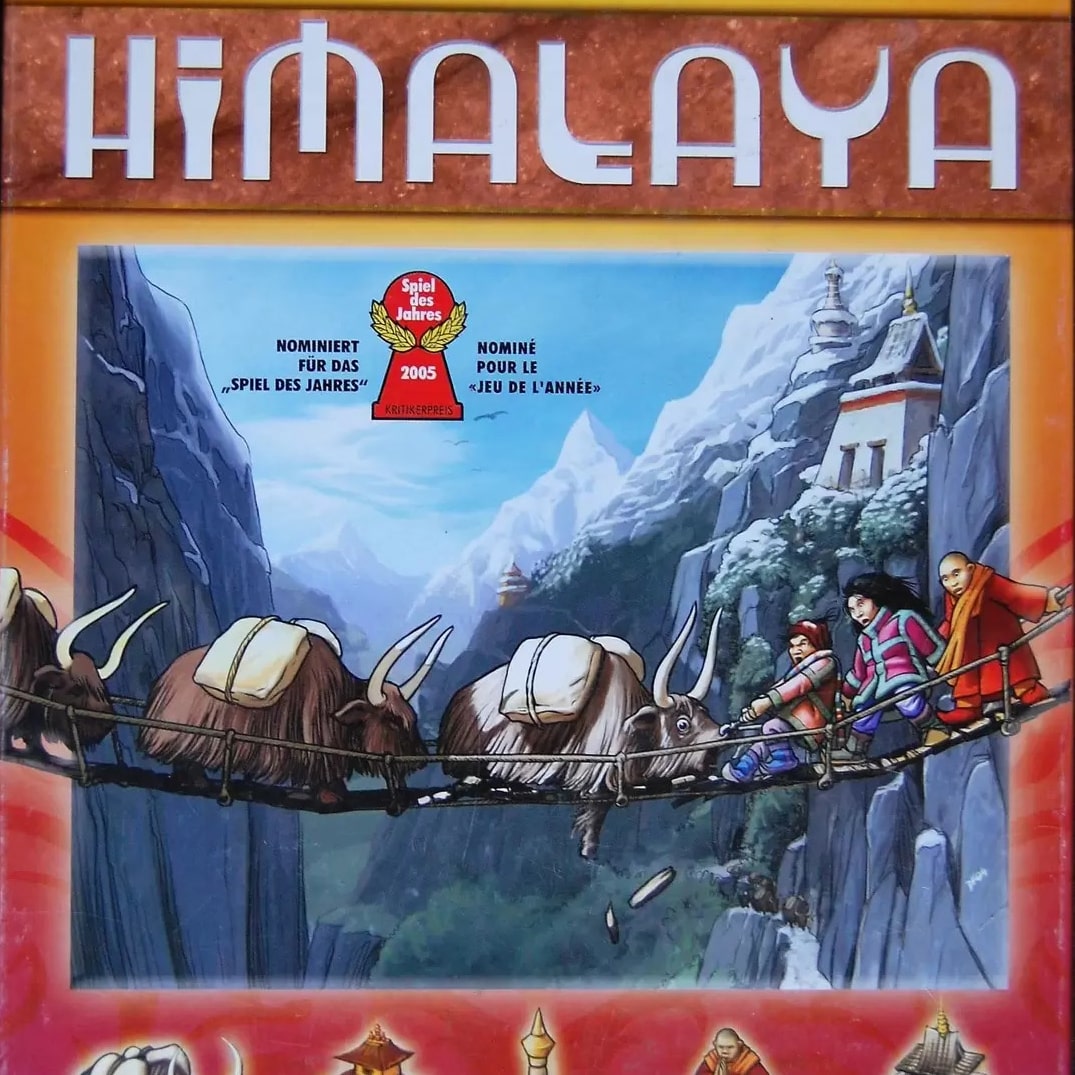 HiMALAYA
Spiel
des
Jahres
NOMINIERT
FÜR DAS
„SPIEL DES JAHRES“
2005
KRITIKERPREIS
NOMINÉ
POUR LE
«JEU DE L'ANNÉE»